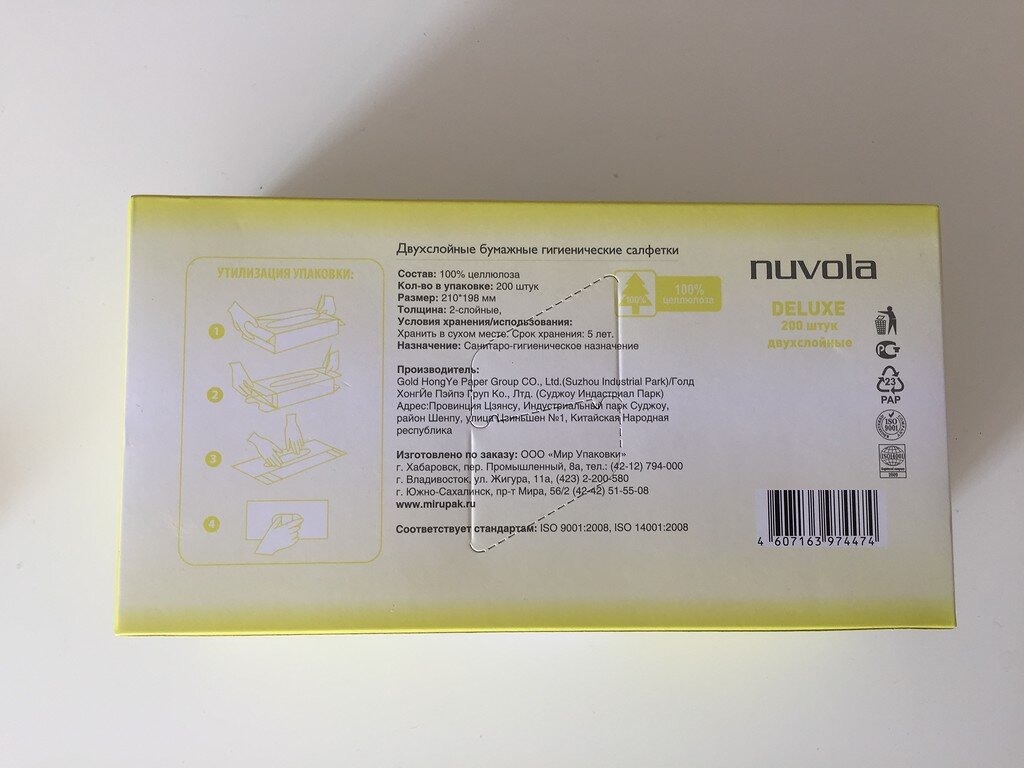 УТИЛИЗАЦИЯ УПАКОВКИ:
1
2
3
4
Двухслойные бумажные гигиенические салфетки
Состав: 100% целлюлоза
Кол-во в упаковке: 200 штук
Размер: 210*198 мм
Толщина: 2-слойные,
Условия хранения/использования:
Хранить в сухом месте. Срок хранения: 5 лет.
Назначение: Санитаро-гигиеническое назначение
Производитель:
Gold HongYe Paper Group CO., Ltd.(Suzhou Industrial Park)/Голд
ХонгЙе Пэйпэ Груп Ко., Лтд. (Суджоу Индастриал Парк)
Адрес:Провинция Цзянсу, Индустриальный парк Суджоу,
район Шенпу, улица Цзиньшен №1, Китайская Народная
республика
Изготовлено по заказу: ООО «Мир Упаковки»
г. Хабаровск, пер. Промышленный, 8а, тел.: (42-12) 794-000
г. Владивосток, ул. Жигура, 11а, (423) 2-200-580
г. Южно-Сахалинск, пр-т Мира, 56/2 (42-42) 51-55-08
www.mirupak.ru
Соответствует стандартам: ISO 9001:2008, ISO 14001:2008
100%
100%
целлюлоза
nuvola
DELUXE
200 штук
двухслойные
23
PAP
ISO
9001
ISO14001
4 607163 974474